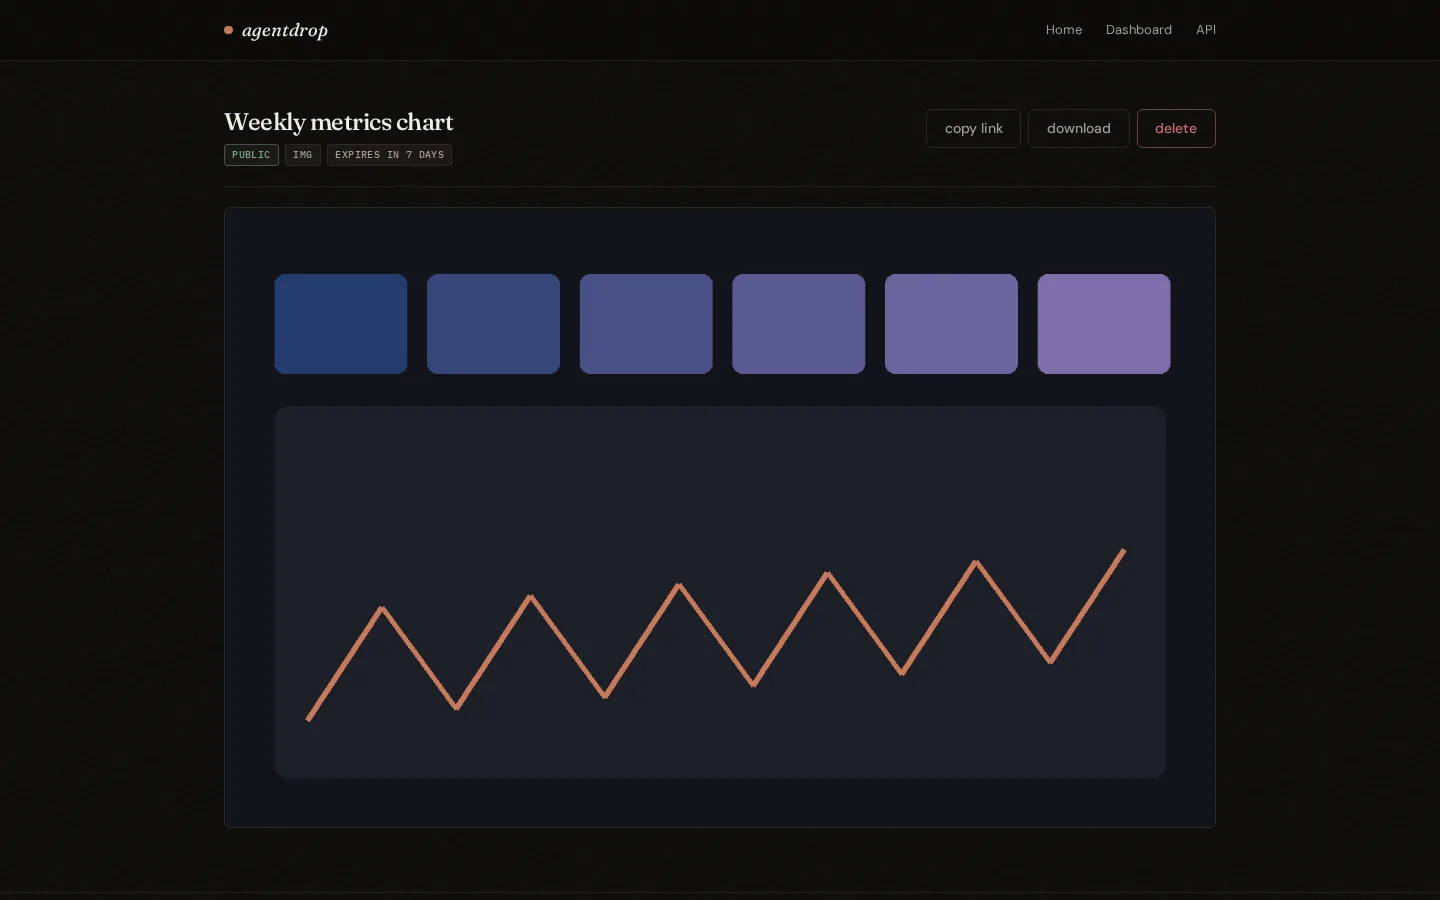 agentdrop
Home Dashboard API
Weekly metrics chart
copy link download delete
PUBLIC IMG EXPIRES IN 7 DAYS